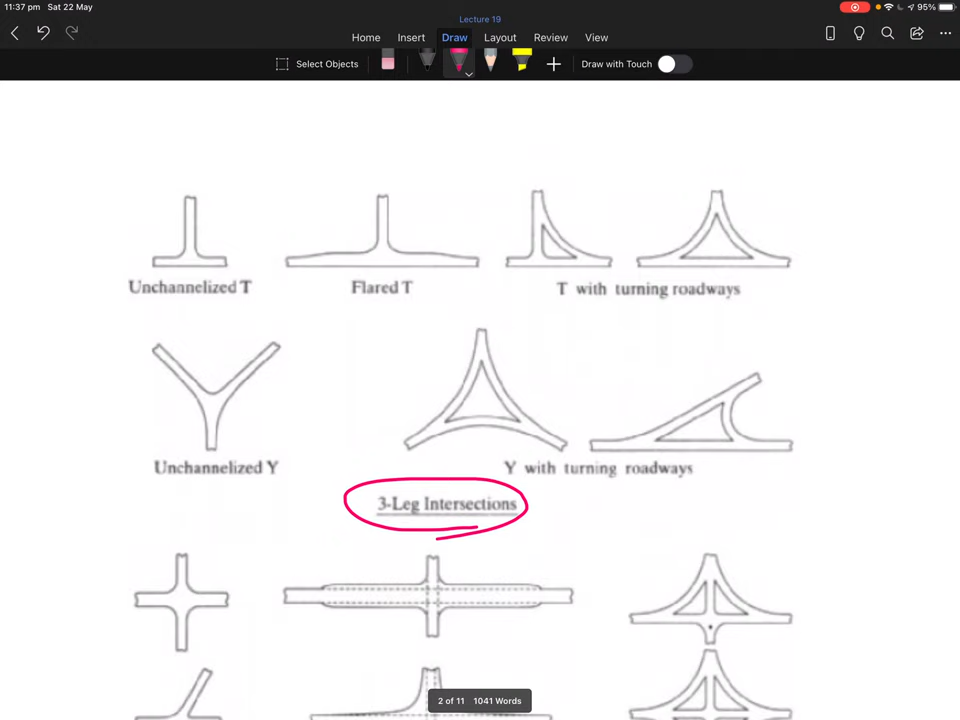 11:37 pm Sat 22 May
95%
Lecture 19
Home Insert Draw Layout Review View
Select Objects
Draw with Touch
Unchannelized T
Flared T
T with turning roadways
Unchannelized Y
Y with turning roadways
3-Leg Intersections
2 of 11 1041 Words